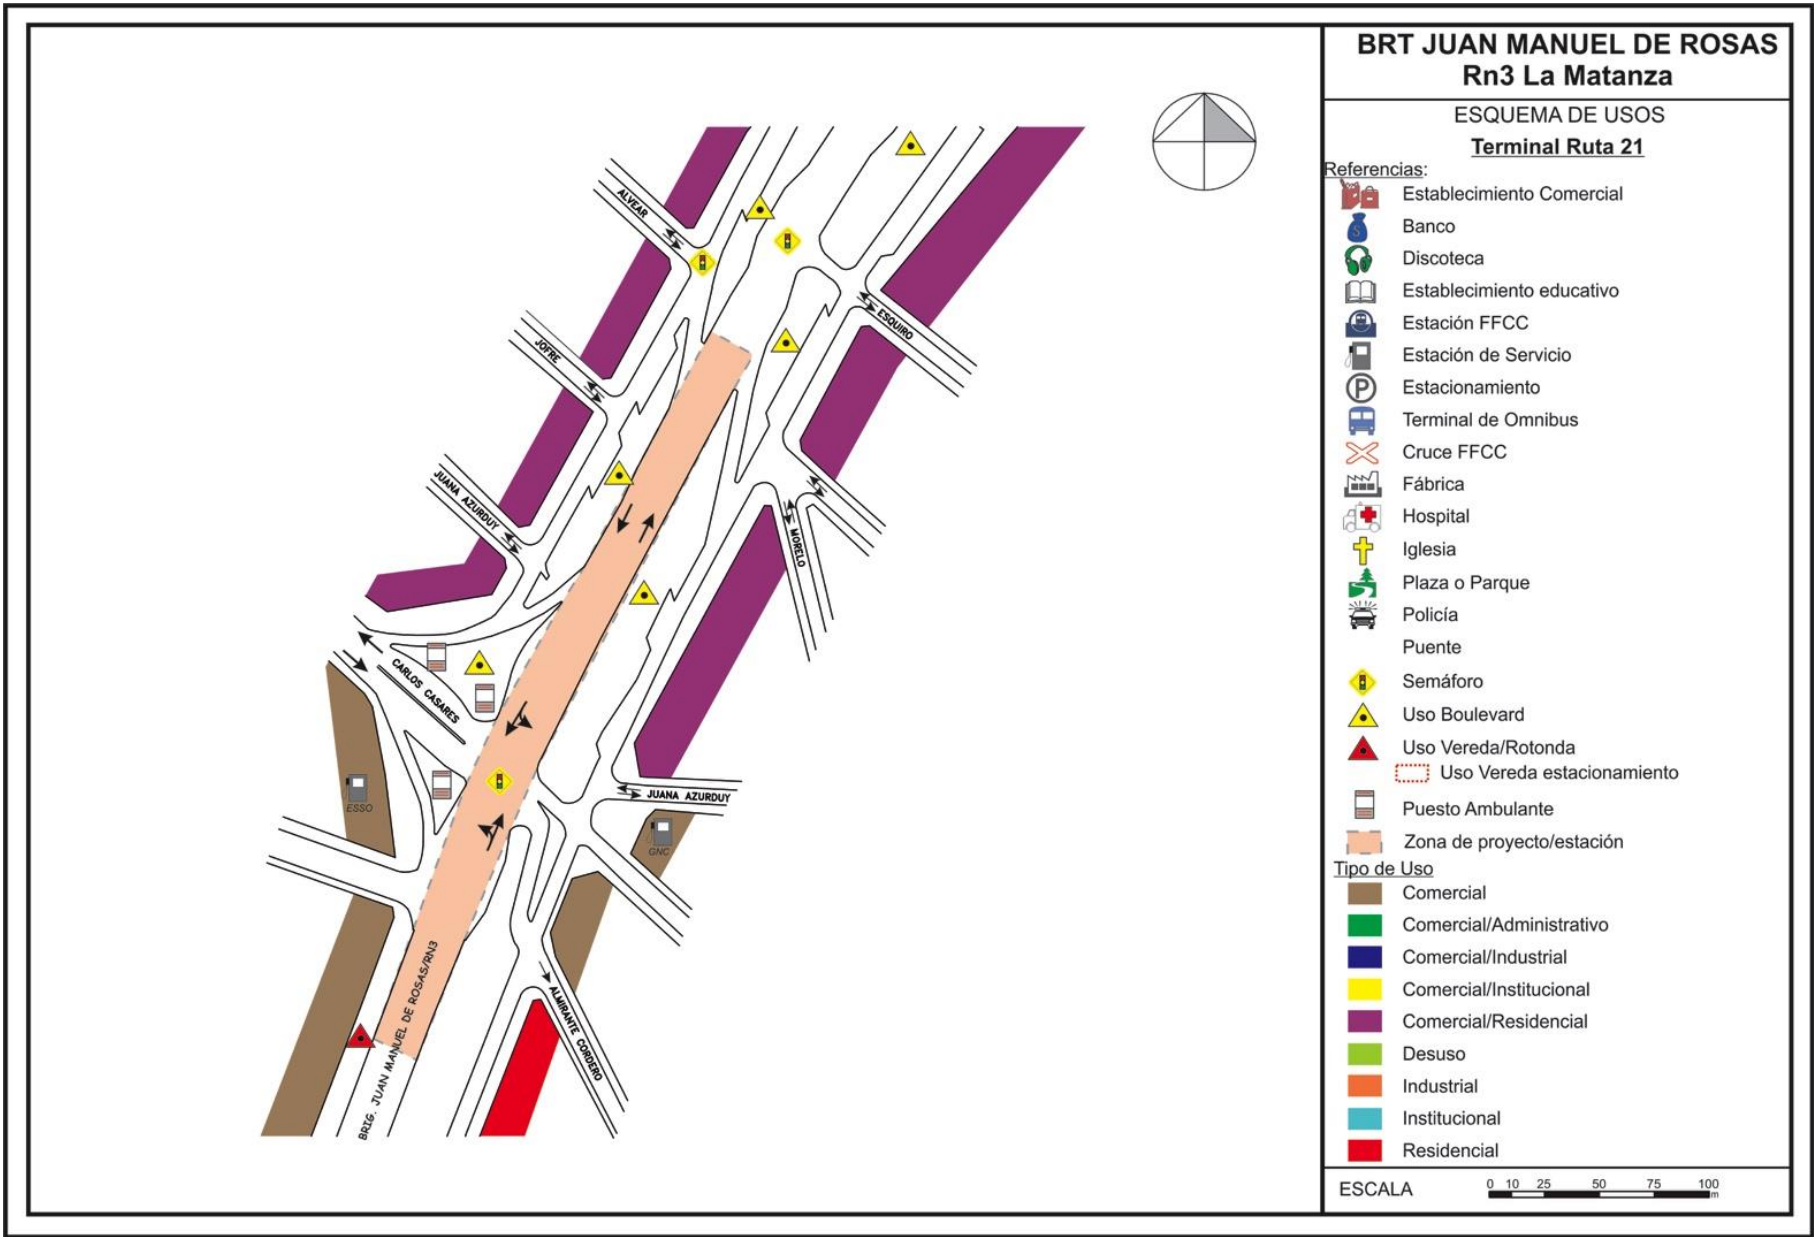 BRT JUAN MANUEL DE ROSAS
Rn3 La Matanza
ESQUEMA DE USOS
Terminal Ruta 21
Referencias:
Establecimiento Comercial
Banco
Discoteca
Establecimiento educativo
Estación FFCC
Estación de Servicio
Estacionamiento
Terminal de Omnibus
Cruce FFCC
Fábrica
Hospital
Iglesia
Plaza o Parque
Policía
Puente
Semáforo
Uso Boulevard
Uso Vereda/Rotonda
Uso Vereda estacionamiento
Puesto Ambulante
Zona de proyecto/estación
Tipo de Uso
Comercial
Comercial/Administrativo
Comercial/Industrial
Comercial/Institucional
Comercial/Residencial
Desuso
Industrial
Institucional
Residencial
ESCALA
0 10 25 50 75 100
m
ALVEAR
ESQUIRO
JOFRE
JUANA AZURDUY
MORELO
CARLOS CASARES
ESSO
JUANA AZURDUY
GNC
BRIG. JUAN MANUEL DE ROSAS/RN3
ALMIRANTE CORDERO
P
$